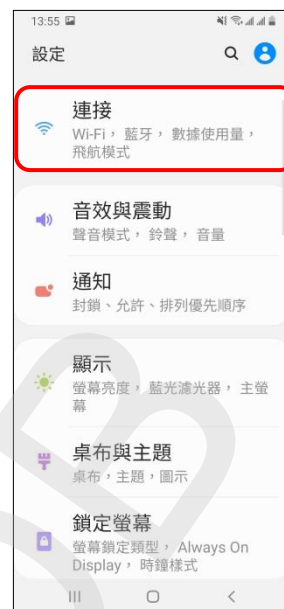 13:55
設定
連接
Wi-Fi， 藍牙， 數據使用量，
飛航模式
音效與震動
聲音模式， 鈴聲， 音量
通知
封鎖、允許、排列優先順序
顯示
螢幕亮度， 藍光濾光器， 主螢
幕
桌布與主題
桌布，主題，圖示
鎖定螢幕
螢幕鎖定類型， Always On
Display， 時鐘樣式